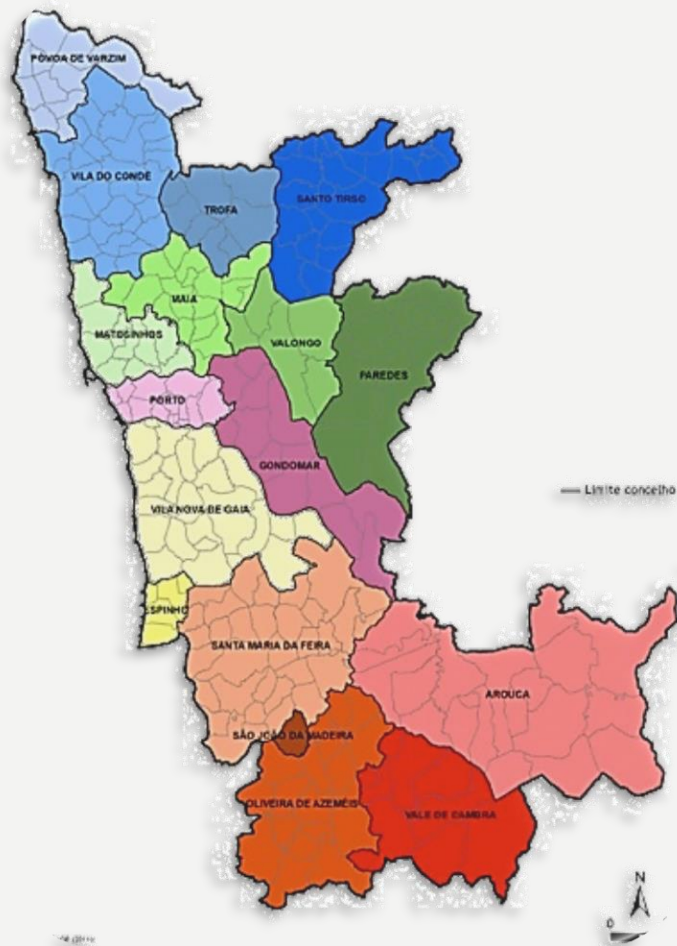 PÓVOA DE VARZIM
VILA DO CONDE
TROFA
SANTO TIRSO
MAIA
MATOSINHOS
VALONGO
PAREDES
PORTO
GONDOMAR
Limite concelho
VILA NOVA DE GAIA
ESPINHO
SANTA MARIA DA FEIRA
AROUCA
SÃO JOÃO DA MADEIRA
OLIVEIRA DE AZEMÉIS
VALE DE CAMBRA
N
0